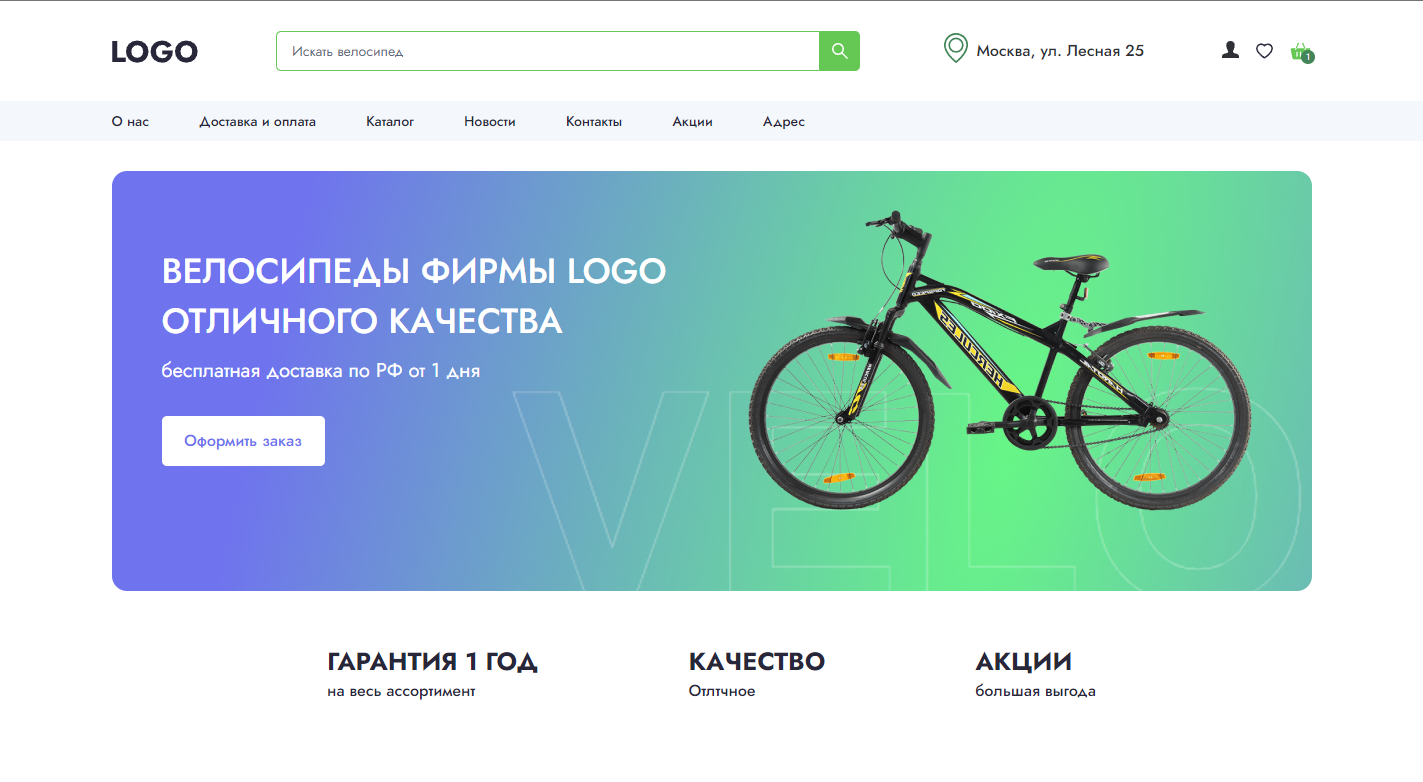 LOGO
Искать велосипед
Москва, ул. Лесная 25
1
О нас
Доставка и оплата
Каталог
Новости
Контакты
Акции
Адрес
ВЕЛОСИПЕДЫ ФИРМЫ LOGO
ОТЛИЧНОГО КАЧЕСТВА
бесплатная доставка по РФ от 1 дня
Оформить заказ
VELO
ГАРАНТИЯ 1 ГОД
на весь ассортимент
КАЧЕСТВО
Отлтчное
АКЦИИ
большая выгода